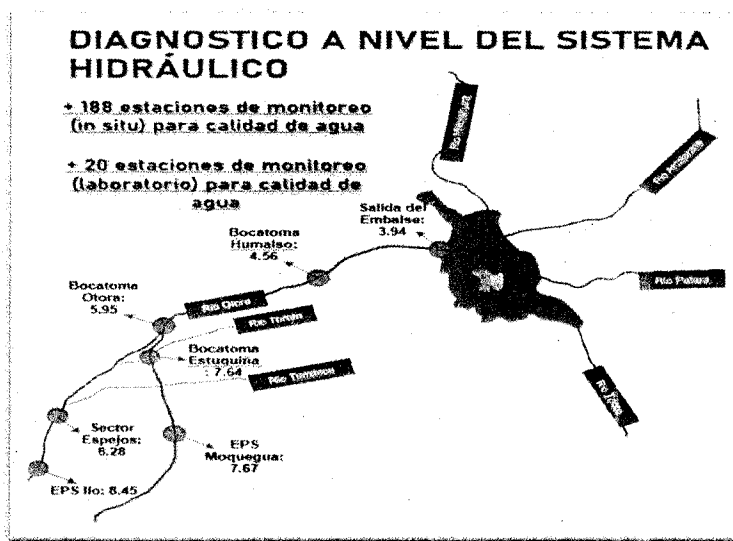 DIAGNOSTICO A NIVEL DEL SISTEMA
HIDRÁULICO
+ 188 estaciones de monitoreo
(in situ) para calidad de agua
+ 20 estaciones de monitoreo
(laboratorio) para calidad de
agua
Salida del
Embalse:
3.94
Bocatoma
Humalso:
4.56
Bocatoma
Otora:
5.95
Río Otora
Río Torata
Bocatoma
Estuquiña
: 7.64
Río Tumilaca
Sector
Espejos:
8.28
EPS
Moquegua:
7.67
EPS Ilo: 8.45
Río Paltuta
Río